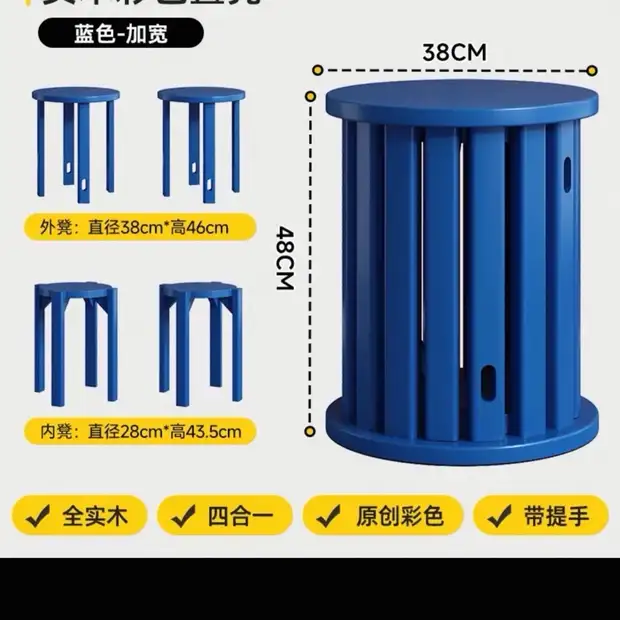 蓝色-加宽
38CM
48CM
外凳：直径38cm*高46cm
内凳：直径28cm*高43.5cm
全实木
四合一
原创彩色
带提手